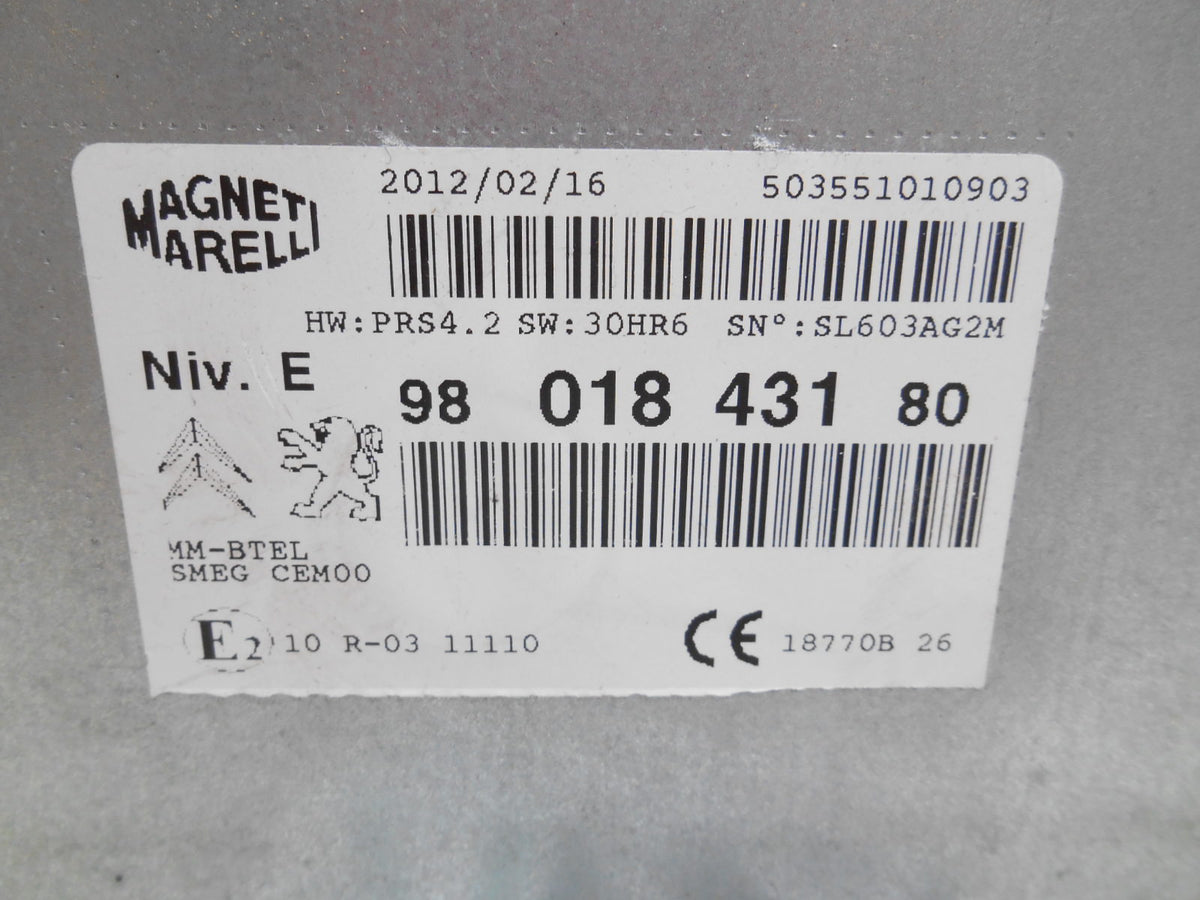 MAGNETI
MARELLI
2012/02/16 503551010903
HW:PRS4.2 SW:30HR6 SN°:SL603AG2M
Niv. E
98 018 431 80
MM-BTEL
SMEG CEM00
E2 10 R-03 11110
CE 18770B 26